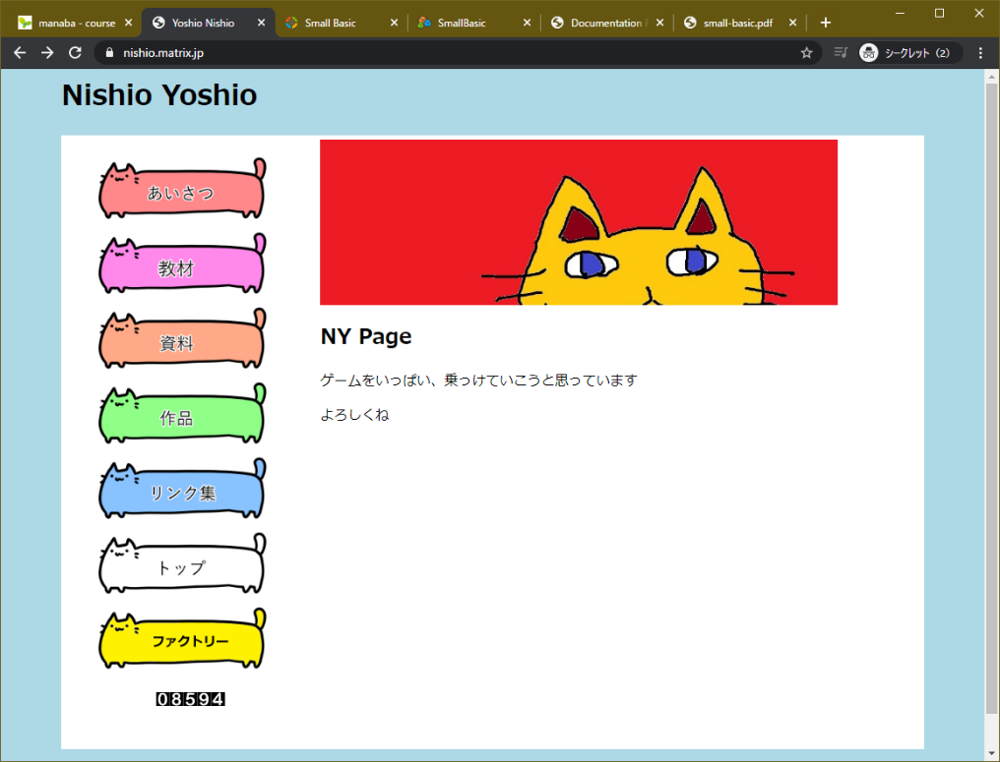 manaba - course
Yoshio Nishio
Small Basic
SmallBasic
Documentation
small-basic.pdf
nishio.matrix.jp
シークレット (2)
Nishio Yoshio
あいさつ
教材
資料
作品
リンク集
トップ
ファクトリー
08594
NY Page
ゲームをいっぱい、乗っけていこうと思っています
よろしくね